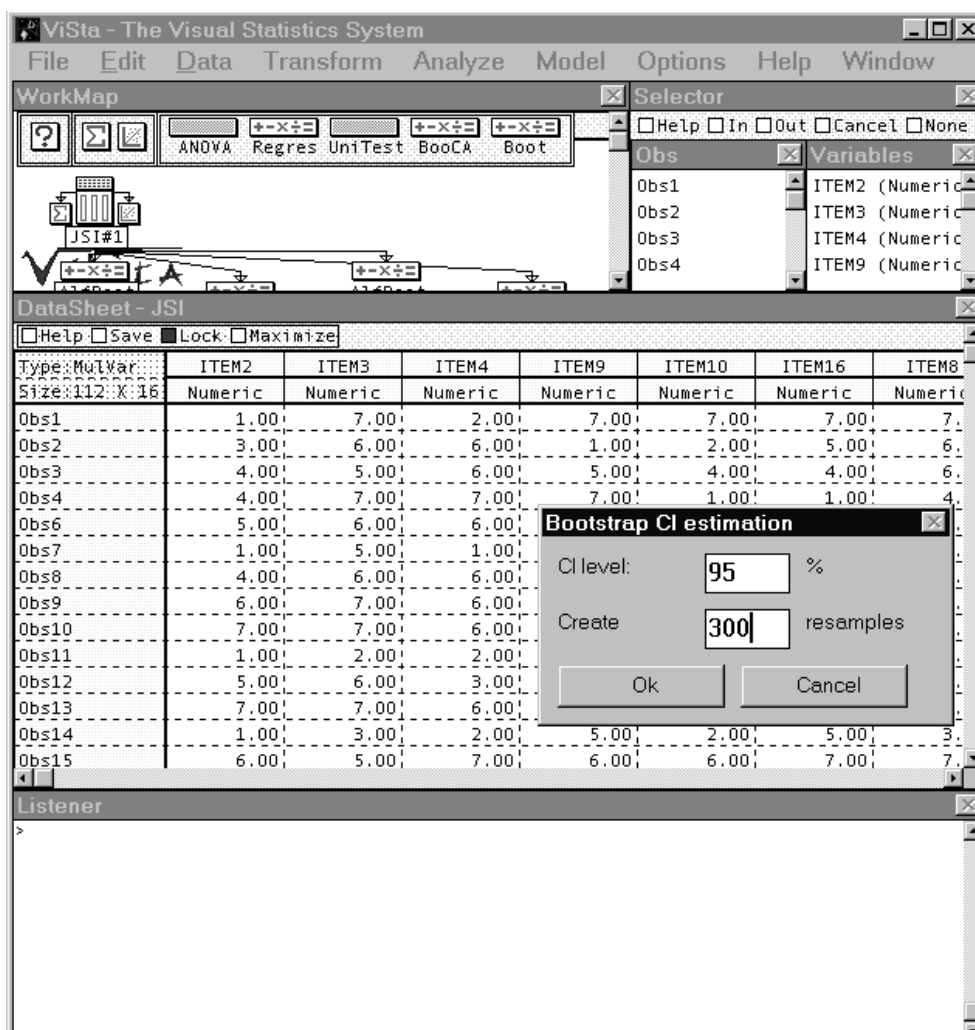 ViSta - The Visual Statistics System
File Edit Data Transform Analyze Model Options Help Window
WorkMap
Selector
? Σ ANOVA Regres UniTest BooCA Boot
Help In Out Cancel None
Obs Variables
Obs1 ITEM2 (Numeric
Obs2 ITEM3 (Numeric
Obs3 ITEM4 (Numeric
Obs4 ITEM9 (Numeric
JSI#1
DataSheet - JSI
Help Save Lock Maximize
Type:MulVar ITEM2 ITEM3 ITEM4 ITEM9 ITEM10 ITEM16 ITEM8
Size:112 X 16 Numeric Numeric Numeric Numeric Numeric Numeric Numeric
Obs1 1.00 7.00 2.00 7.00 7.00 7.00 7.
Obs2 3.00 6.00 6.00 1.00 2.00 5.00 6.
Obs3 4.00 5.00 6.00 5.00 4.00 4.00 6.
Obs4 4.00 7.00 7.00 7.00 1.00 1.00 4.
Obs6 5.00 6.00 6.00
Obs7 1.00 5.00 1.00
Obs8 4.00 6.00 6.00
Obs9 6.00 7.00 6.00
Obs10 7.00 7.00 6.00
Obs11 1.00 2.00 2.00
Obs12 5.00 6.00 3.00
Obs13 7.00 7.00 6.00
Obs14 1.00 3.00 2.00 5.00 2.00 5.00 3.
Obs15 6.00 5.00 7.00 6.00 6.00 7.00 7.
Bootstrap CI estimation
CI level: 95 %
Create 300 resamples
Ok Cancel
Listener
>